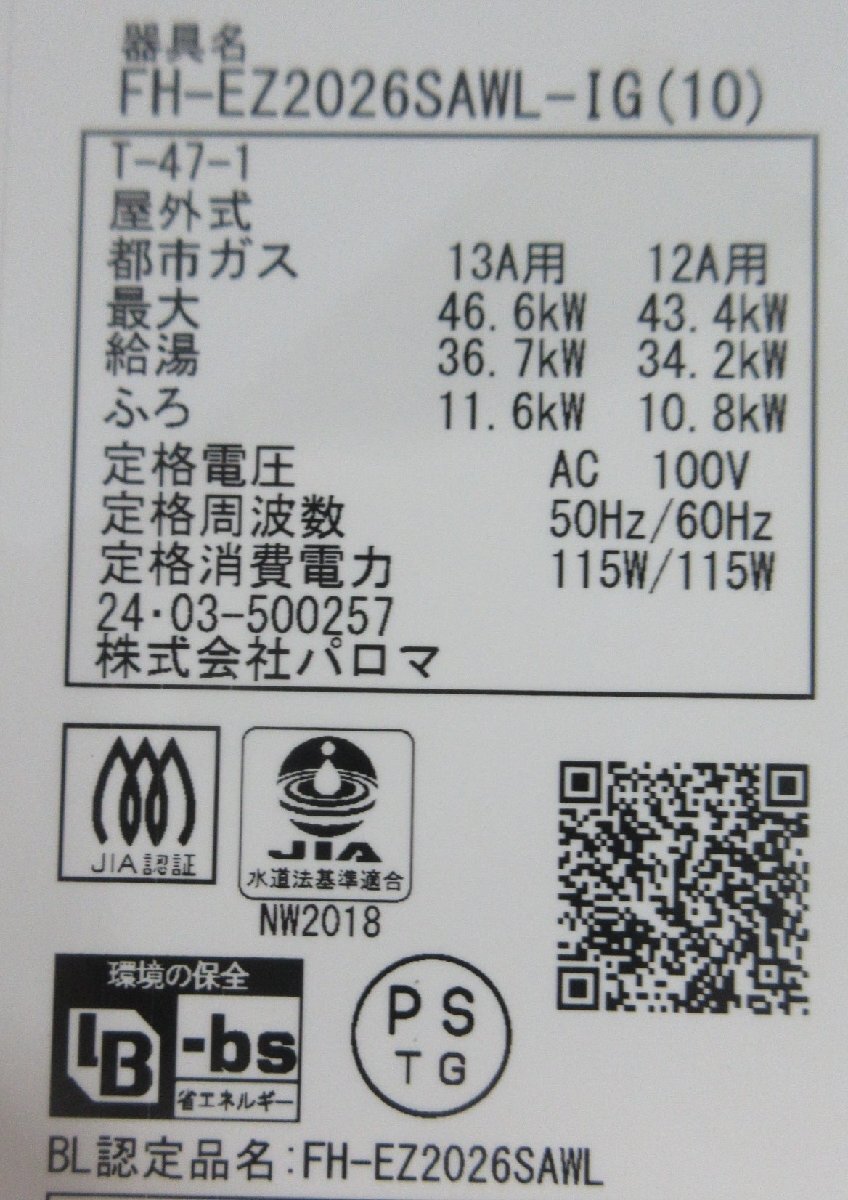 器具名
FH-EZ2026SAWL-IG(10)
T-47-1
屋外式
都市ガス 13A用 12A用
最大 46.6kW 43.4kW
給湯 36.7kW 34.2kW
ふろ 11.6kW 10.8kW
定格電圧 AC 100V
定格周波数 50Hz/60Hz
定格消費電力 115W/115W
24・03-500257
株式会社パロマ
JIA認証
JIA
水道法基準適合
NW2018
環境の保全
BL -bs
省エネルギー
PS
TG
BL認定品名:FH-EZ2026SAWL